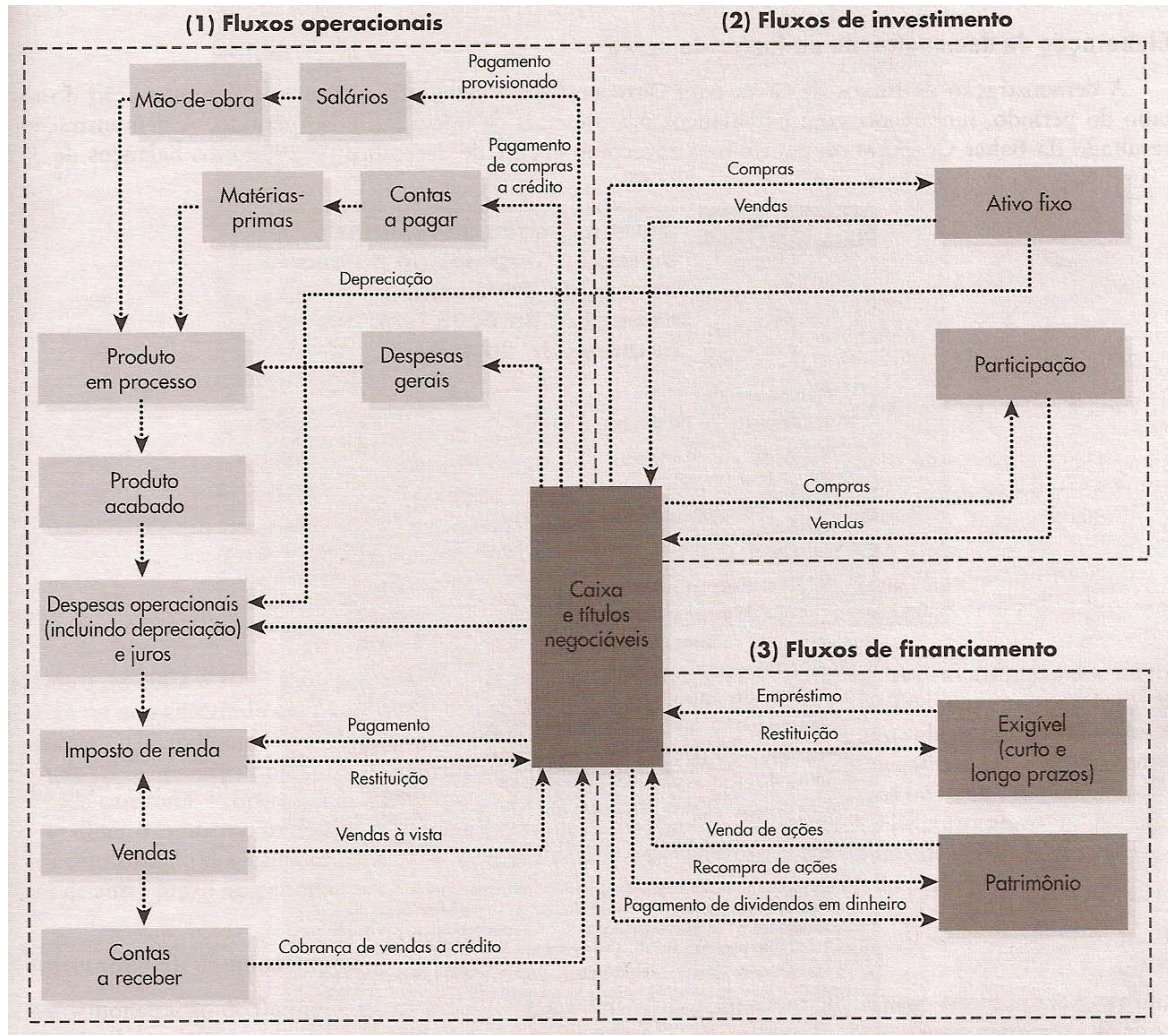 (1) Fluxos operacionais
(2) Fluxos de investimento
Mão-de-obra
Salários
Pagamento
provisionado
Pagamento
de compras
a crédito
Matérias-
primas
Contas
a pagar
Compras
Vendas
Ativo fixo
Depreciação
Produto
em processo
Despesas
gerais
Participação
Produto
acabado
Compras
Vendas
Caixa
e títulos
negociáveis
Despesas operacionais
(incluindo depreciação)
e juros
(3) Fluxos de financiamento
Empréstimo
Restituição
Exigível
(curto e
longo prazos)
Imposto de renda
Pagamento
Restituição
Vendas
Vendas à vista
Venda de ações
Recompra de ações
Pagamento de dividendos em dinheiro
Patrimônio
Contas
a receber
Cobrança de vendas a crédito